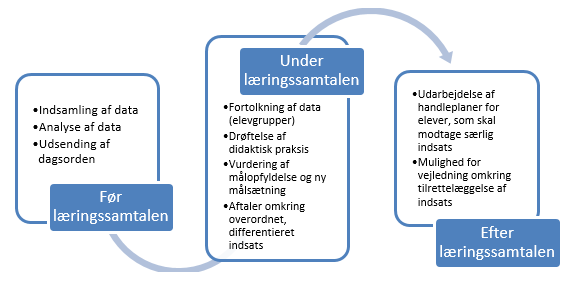 •Indsamling af data
•Analyse af data
•Udsending af
dagsorden
Før
læringssamtalen
Under
læringssamtalen
•Fortolkning af data
(elevgrupper)
•Drøftelse af
didaktisk praksis
•Vurdering af
målopfyldelse og ny
målsætning
•Aftaler omkring
overordnet,
differentieret
indsats
•Udarbejdelse af
handleplaner for
elever, som skal
modtage særlig
indsats
•Mulighed for
vejledning omkring
tilrettelæggelse af
indsats
Efter
læringssamtalen